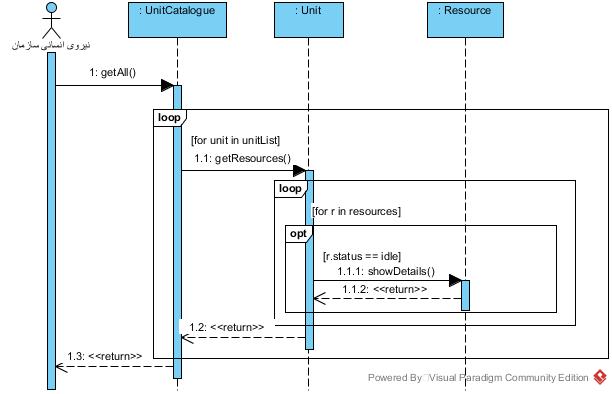 : UnitCatalogue
: Unit
: Resource
نیروی انسانی سازمان
1: getAll()
loop
[for unit in unitList]
1.1: getResources()
loop
[for r in resources]
opt
[r.status == idle]
1.1.1: showDetails()
1.1.2: <<return>>
1.2: <<return>>
1.3: <<return>>
Powered By Visual Paradigm Community Edition